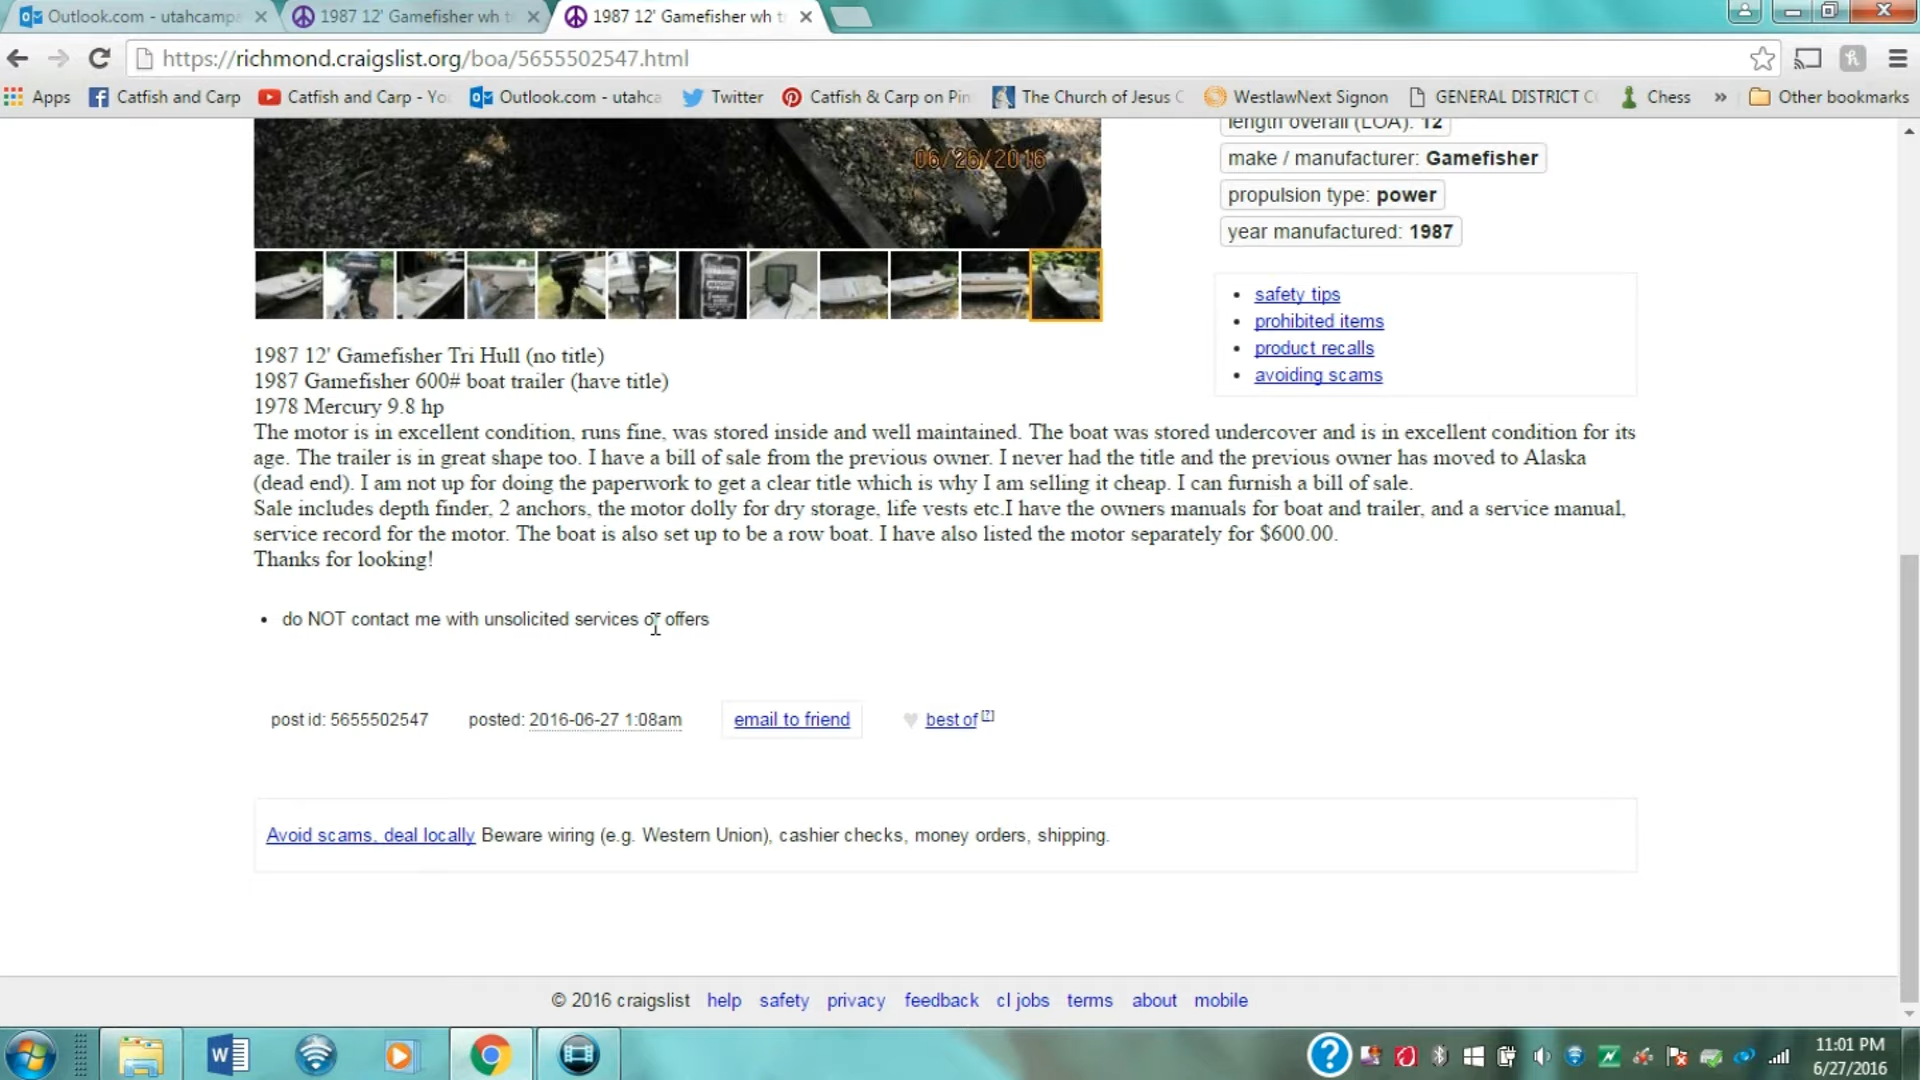 Outlook.com - utahcamp
1987 12' Gamefisher wh t
1987 12' Gamefisher wh t
https://richmond.craigslist.org/boa/5655502547.html
Apps
Catfish and Carp
Catfish and Carp - Yo
Outlook.com - utahca
Twitter
Catfish & Carp on Pin
The Church of Jesus C
WestlawNext Signon
GENERAL DISTRICT C
Chess
»
Other bookmarks
06/26/2016
length overall (LOA): 12
make / manufacturer: Gamefisher
propulsion type: power
year manufactured: 1987
safety tips
prohibited items
product recalls
avoiding scams
1987 12' Gamefisher Tri Hull (no title)
1987 Gamefisher 600# boat trailer (have title)
1978 Mercury 9.8 hp
The motor is in excellent condition, runs fine, was stored inside and well maintained. The boat was stored undercover and is in excellent condition for its
age. The trailer is in great shape too. I have a bill of sale from the previous owner. I never had the title and the previous owner has moved to Alaska
(dead end). I am not up for doing the paperwork to get a clear title which is why I am selling it cheap. I can furnish a bill of sale.
Sale includes depth finder, 2 anchors, the motor dolly for dry storage, life vests etc.I have the owners manuals for boat and trailer, and a service manual,
service record for the motor. The boat is also set up to be a row boat. I have also listed the motor separately for $600.00.
Thanks for looking!
do NOT contact me with unsolicited services or offers
post id: 5655502547 posted: 2016-06-27 1:08am email to friend best of [?]
Avoid scams, deal locally Beware wiring (e.g. Western Union), cashier checks, money orders, shipping.
© 2016 craigslist help safety privacy feedback cl jobs terms about mobile
11:01 PM
6/27/2016